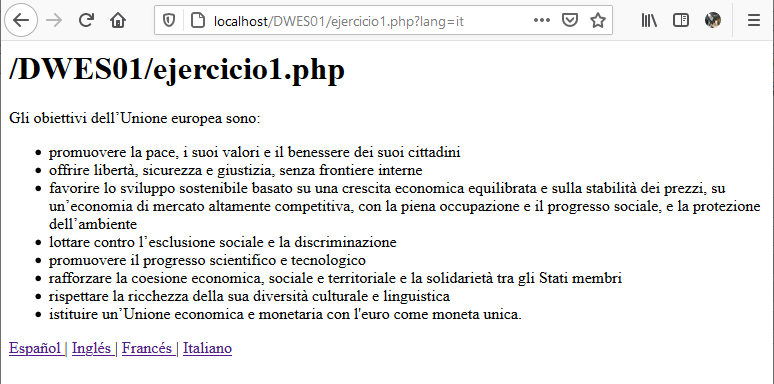 localhost/DWES01/ejercicio1.php?lang=it
/DWES01/ejercicio1.php
Gli obiettivi dell’Unione europea sono:
• promuovere la pace, i suoi valori e il benessere dei suoi cittadini
• offrire libertà, sicurezza e giustizia, senza frontiere interne
• favorire lo sviluppo sostenibile basato su una crescita economica equilibrata e sulla stabilità dei prezzi, su
un’economia di mercato altamente competitiva, con la piena occupazione e il progresso sociale, e la protezione
dell’ambiente
• lottare contro l’esclusione sociale e la discriminazione
• promuovere il progresso scientifico e tecnologico
• rafforzare la coesione economica, sociale e territoriale e la solidarietà tra gli Stati membri
• rispettare la ricchezza della sua diversità culturale e linguistica
• istituire un’Unione economica e monetaria con l'euro come moneta unica.
Español | Inglés | Francés | Italiano